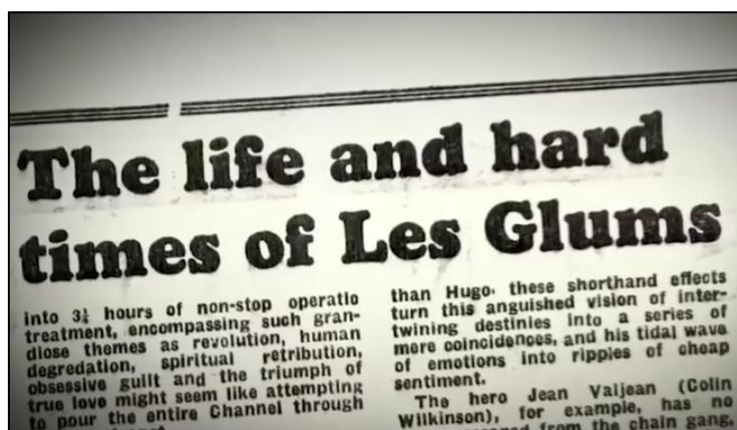 The life and hard
times of Les Glums
into 3¼ hours of non-stop operatio
treatment, encompassing such gran-
diose themes as revolution, human
degredation, spiritual retribution,
obsessive guilt and the triumph of
true love might seem like attempting
to pour the entire Channel through
than Hugo. these shorthand effects
turn this anguished vision of inter-
twining destinies into a series of
mere coincidences, and his tidal wave
of emotions into ripples of cheap
sentiment.
The hero Jean Valjean (Colm
Wilkinson), for example, has no
from the chain gang,